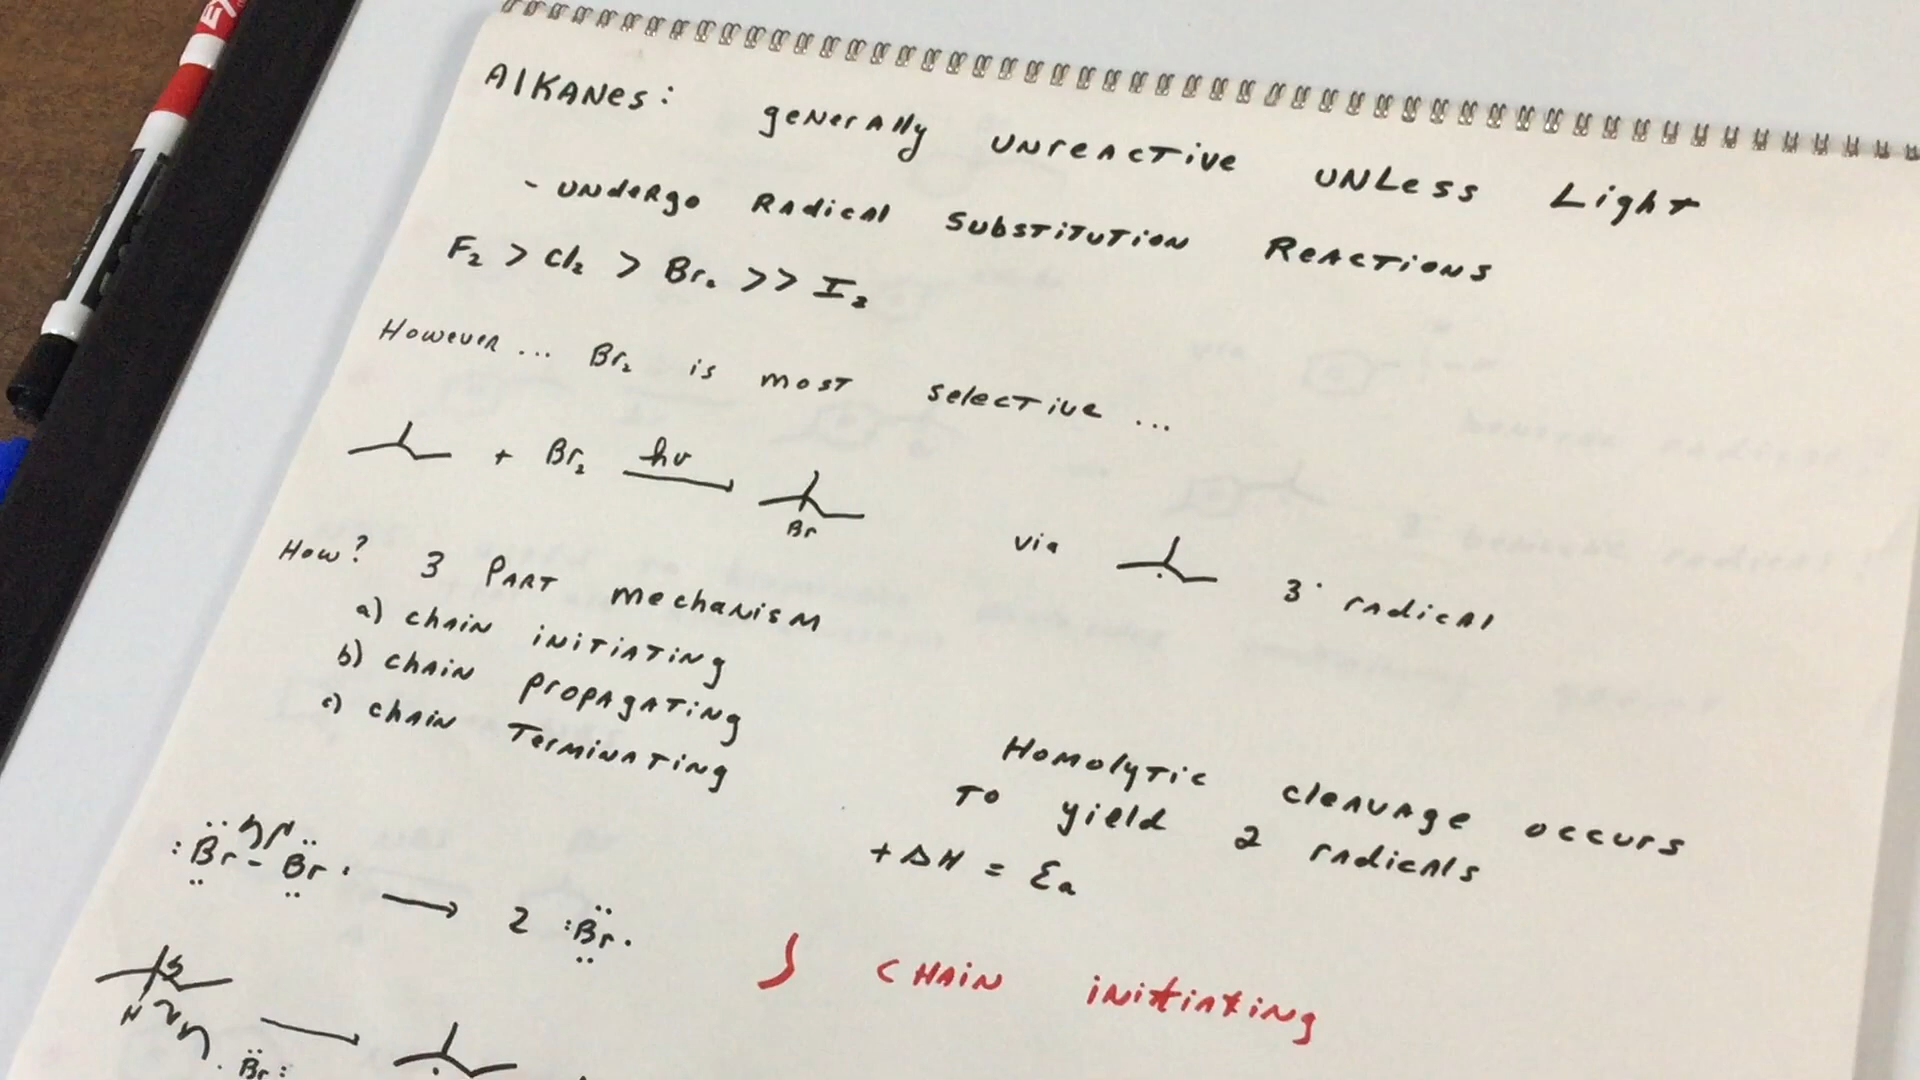 AlKANes: generAlly unreActive UNLess Light
- undergo RAdicAl SubstitutioN ReActioNs
F₂ > Cl₂ > Br₂ >> I₂
However... Br₂ is most selective ...
+ Br₂ hν Br via 3° rAdicAl
How? 3 PArt mechANisM
a) chAiN iNitiAtiNg
b) chAiN propAgAtiNg
c) chAiN TermiNAtiNg
Homolytic cleAvAge occurs
to yield 2 rAdicAls
:Br - Br: 2 :Br·
+ΔH = Ea
} CHAiN iNitiAtiNg
H ·Br: